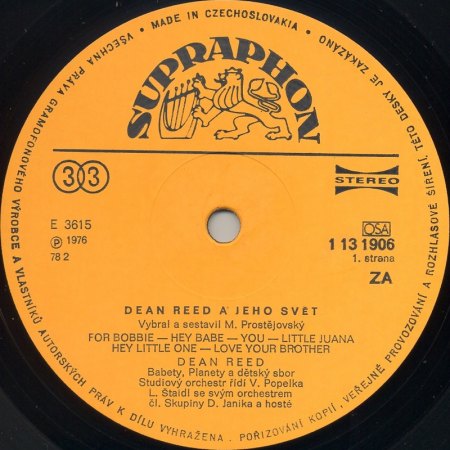 MADE IN CZECHOSLOVAKIA • VŠECHNA PRÁVA GRAMOFONOVÉHO VÝROBCE A VLASTNÍKŮ AUTORSKÝCH PRÁV K DÍLU VYHRAŽENA. POŘIZOVÁNÍ KOPIÍ, VEŘEJNÉ PROVOZOVÁNÍ A ROZHLASOVÉ ŠÍŘENÍ TÉTO DESKY JE ZAKÁZÁNO •
SUPRAPHON
33
STEREO
E 3615
℗ 1976
78 2
OSA
1 13 1906
1. strana
ZA
DEAN REED A JEHO SVĚT
Vybral a sestavil M. Prostějovský
FOR BOBBIE — HEY BABE — YOU — LITTLE JUANA
HEY LITTLE ONE — LOVE YOUR BROTHER
DEAN REED
Babety, Planety a dětský sbor
Studiový orchestr řídí V. Popelka
L. Štaidl se svým orchestrem
čl. Skupiny D. Janika a hosté